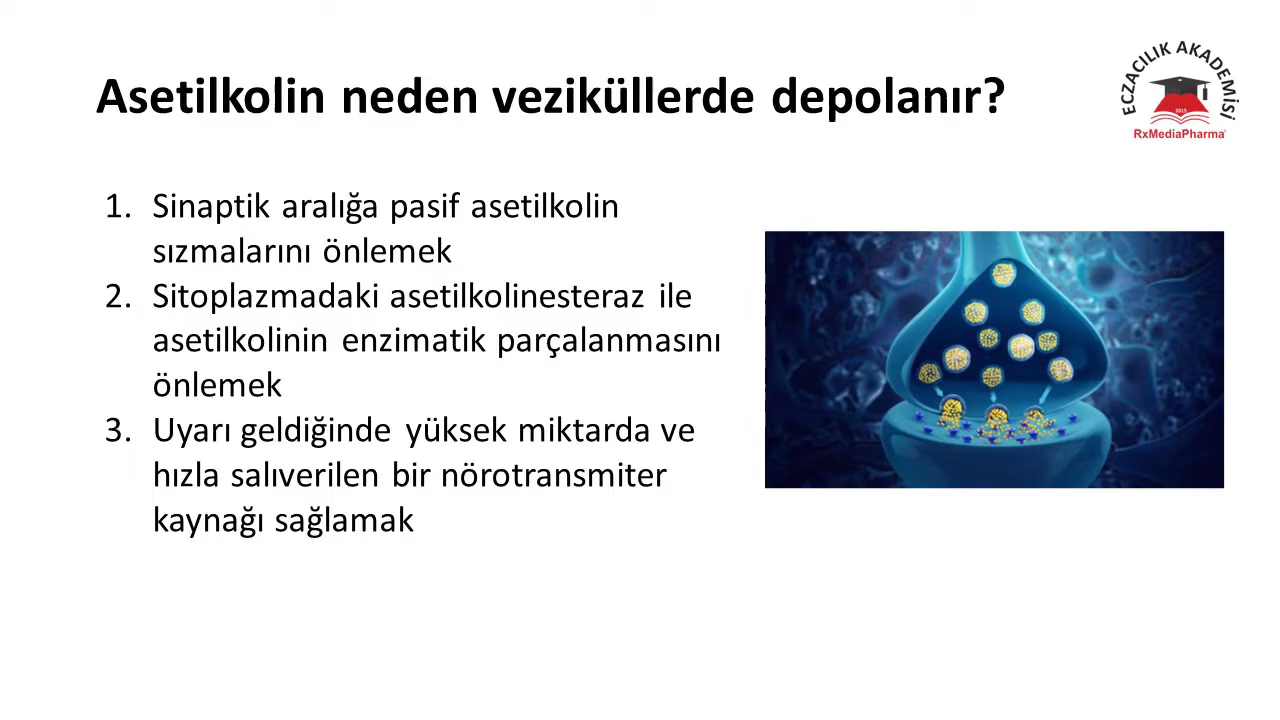 Asetilkolin neden veziküllerde depolanır?
ECZACILIK AKADEMİSİ
2015
RxMediaPharma
1. Sinaptik aralığa pasif asetilkolin
sızmalarını önlemek
2. Sitoplazmadaki asetilkolinesteraz ile
asetilkolinin enzimatik parçalanmasını
önlemek
3. Uyarı geldiğinde yüksek miktarda ve
hızla salıverilen bir nörotransmiter
kaynağı sağlamak